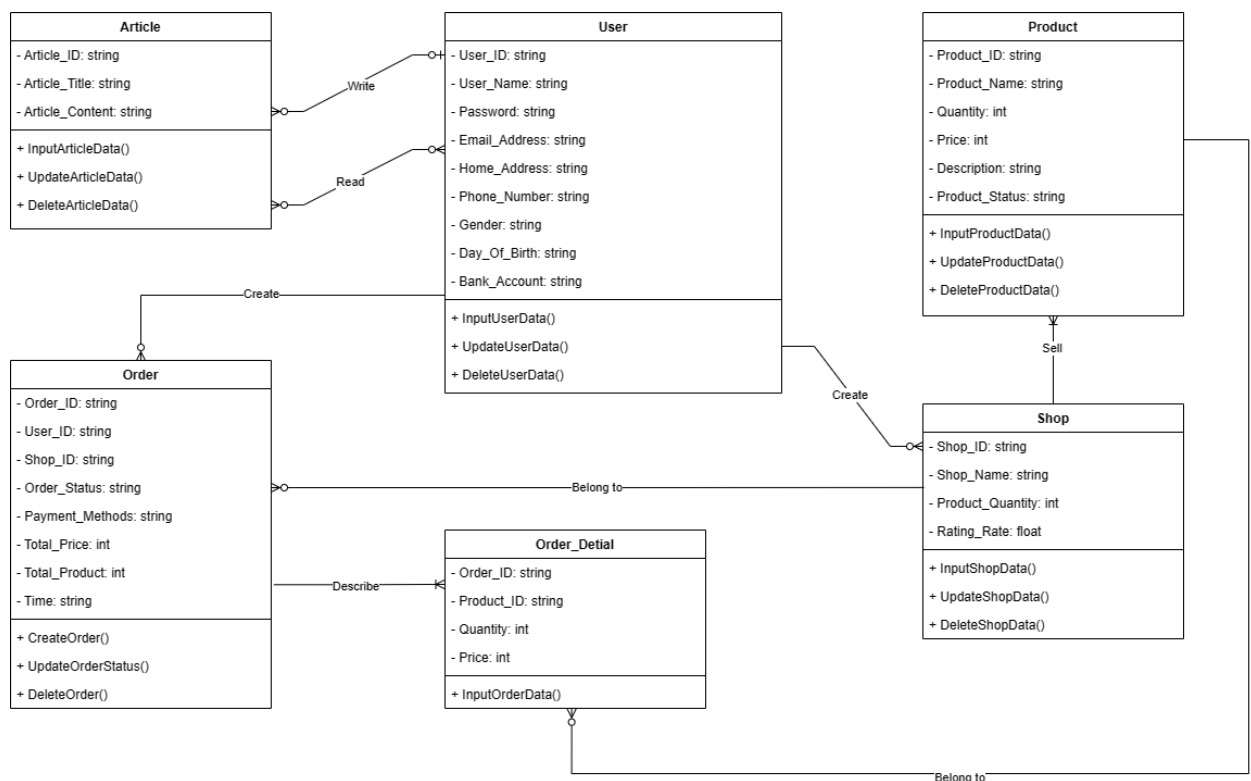 Article
- Article_ID: string
- Article_Title: string
- Article_Content: string
+ InputArticleData()
+ UpdateArticleData()
+ DeleteArticleData()
Write
Read
User
- User_ID: string
- User_Name: string
- Password: string
- Email_Address: string
- Home_Address: string
- Phone_Number: string
- Gender: string
- Day_Of_Birth: string
- Bank_Account: string
+ InputUserData()
+ UpdateUserData()
+ DeleteUserData()
Product
- Product_ID: string
- Product_Name: string
- Quantity: int
- Price: int
- Description: string
- Product_Status: string
+ InputProductData()
+ UpdateProductData()
+ DeleteProductData()
Create
Sell
Create
Order
- Order_ID: string
- User_ID: string
- Shop_ID: string
- Order_Status: string
- Payment_Methods: string
- Total_Price: int
- Total_Product: int
- Time: string
+ CreateOrder()
+ UpdateOrderStatus()
+ DeleteOrder()
Belong to
Describe
Order_Detial
- Order_ID: string
- Product_ID: string
- Quantity: int
- Price: int
+ InputOrderData()
Shop
- Shop_ID: string
- Shop_Name: string
- Product_Quantity: int
- Rating_Rate: float
+ InputShopData()
+ UpdateShopData()
+ DeleteShopData()
Belong to